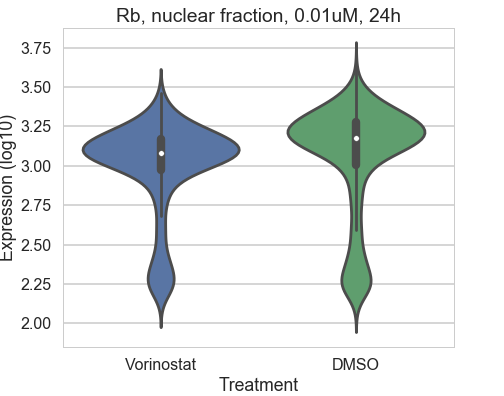 Rb, nuclear fraction, 0.01uM, 24h
3.75
3.50
3.25
3.00
2.75
2.50
2.25
2.00
Expression (log10)
Vorinostat
DMSO
Treatment